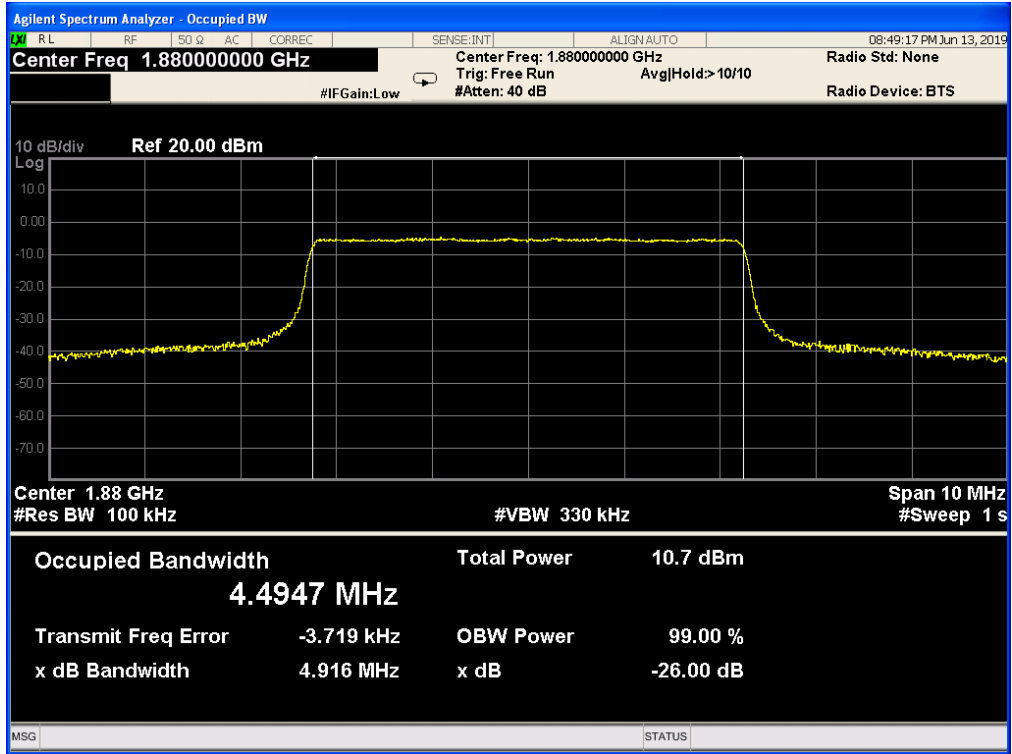 Agilent Spectrum Analyzer - Occupied BW
LXI RL RF 50 Ω AC CORREC SENSE:INT ALIGN AUTO 08:49:17 PM Jun 13, 2019
Center Freq 1.880000000 GHz
Center Freq: 1.880000000 GHz
Radio Std: None
Trig: Free Run Avg|Hold:>10/10
#IFGain:Low #Atten: 40 dB
Radio Device: BTS
10 dB/div Ref 20.00 dBm
Log
10.0
0.00
-10.0
-20.0
-30.0
-40.0
-50.0
-60.0
-70.0
Center 1.88 GHz Span 10 MHz
#Res BW 100 kHz #VBW 330 kHz #Sweep 1 s
Occupied Bandwidth Total Power 10.7 dBm
4.4947 MHz
Transmit Freq Error -3.719 kHz OBW Power 99.00 %
x dB Bandwidth 4.916 MHz x dB -26.00 dB
MSG STATUS